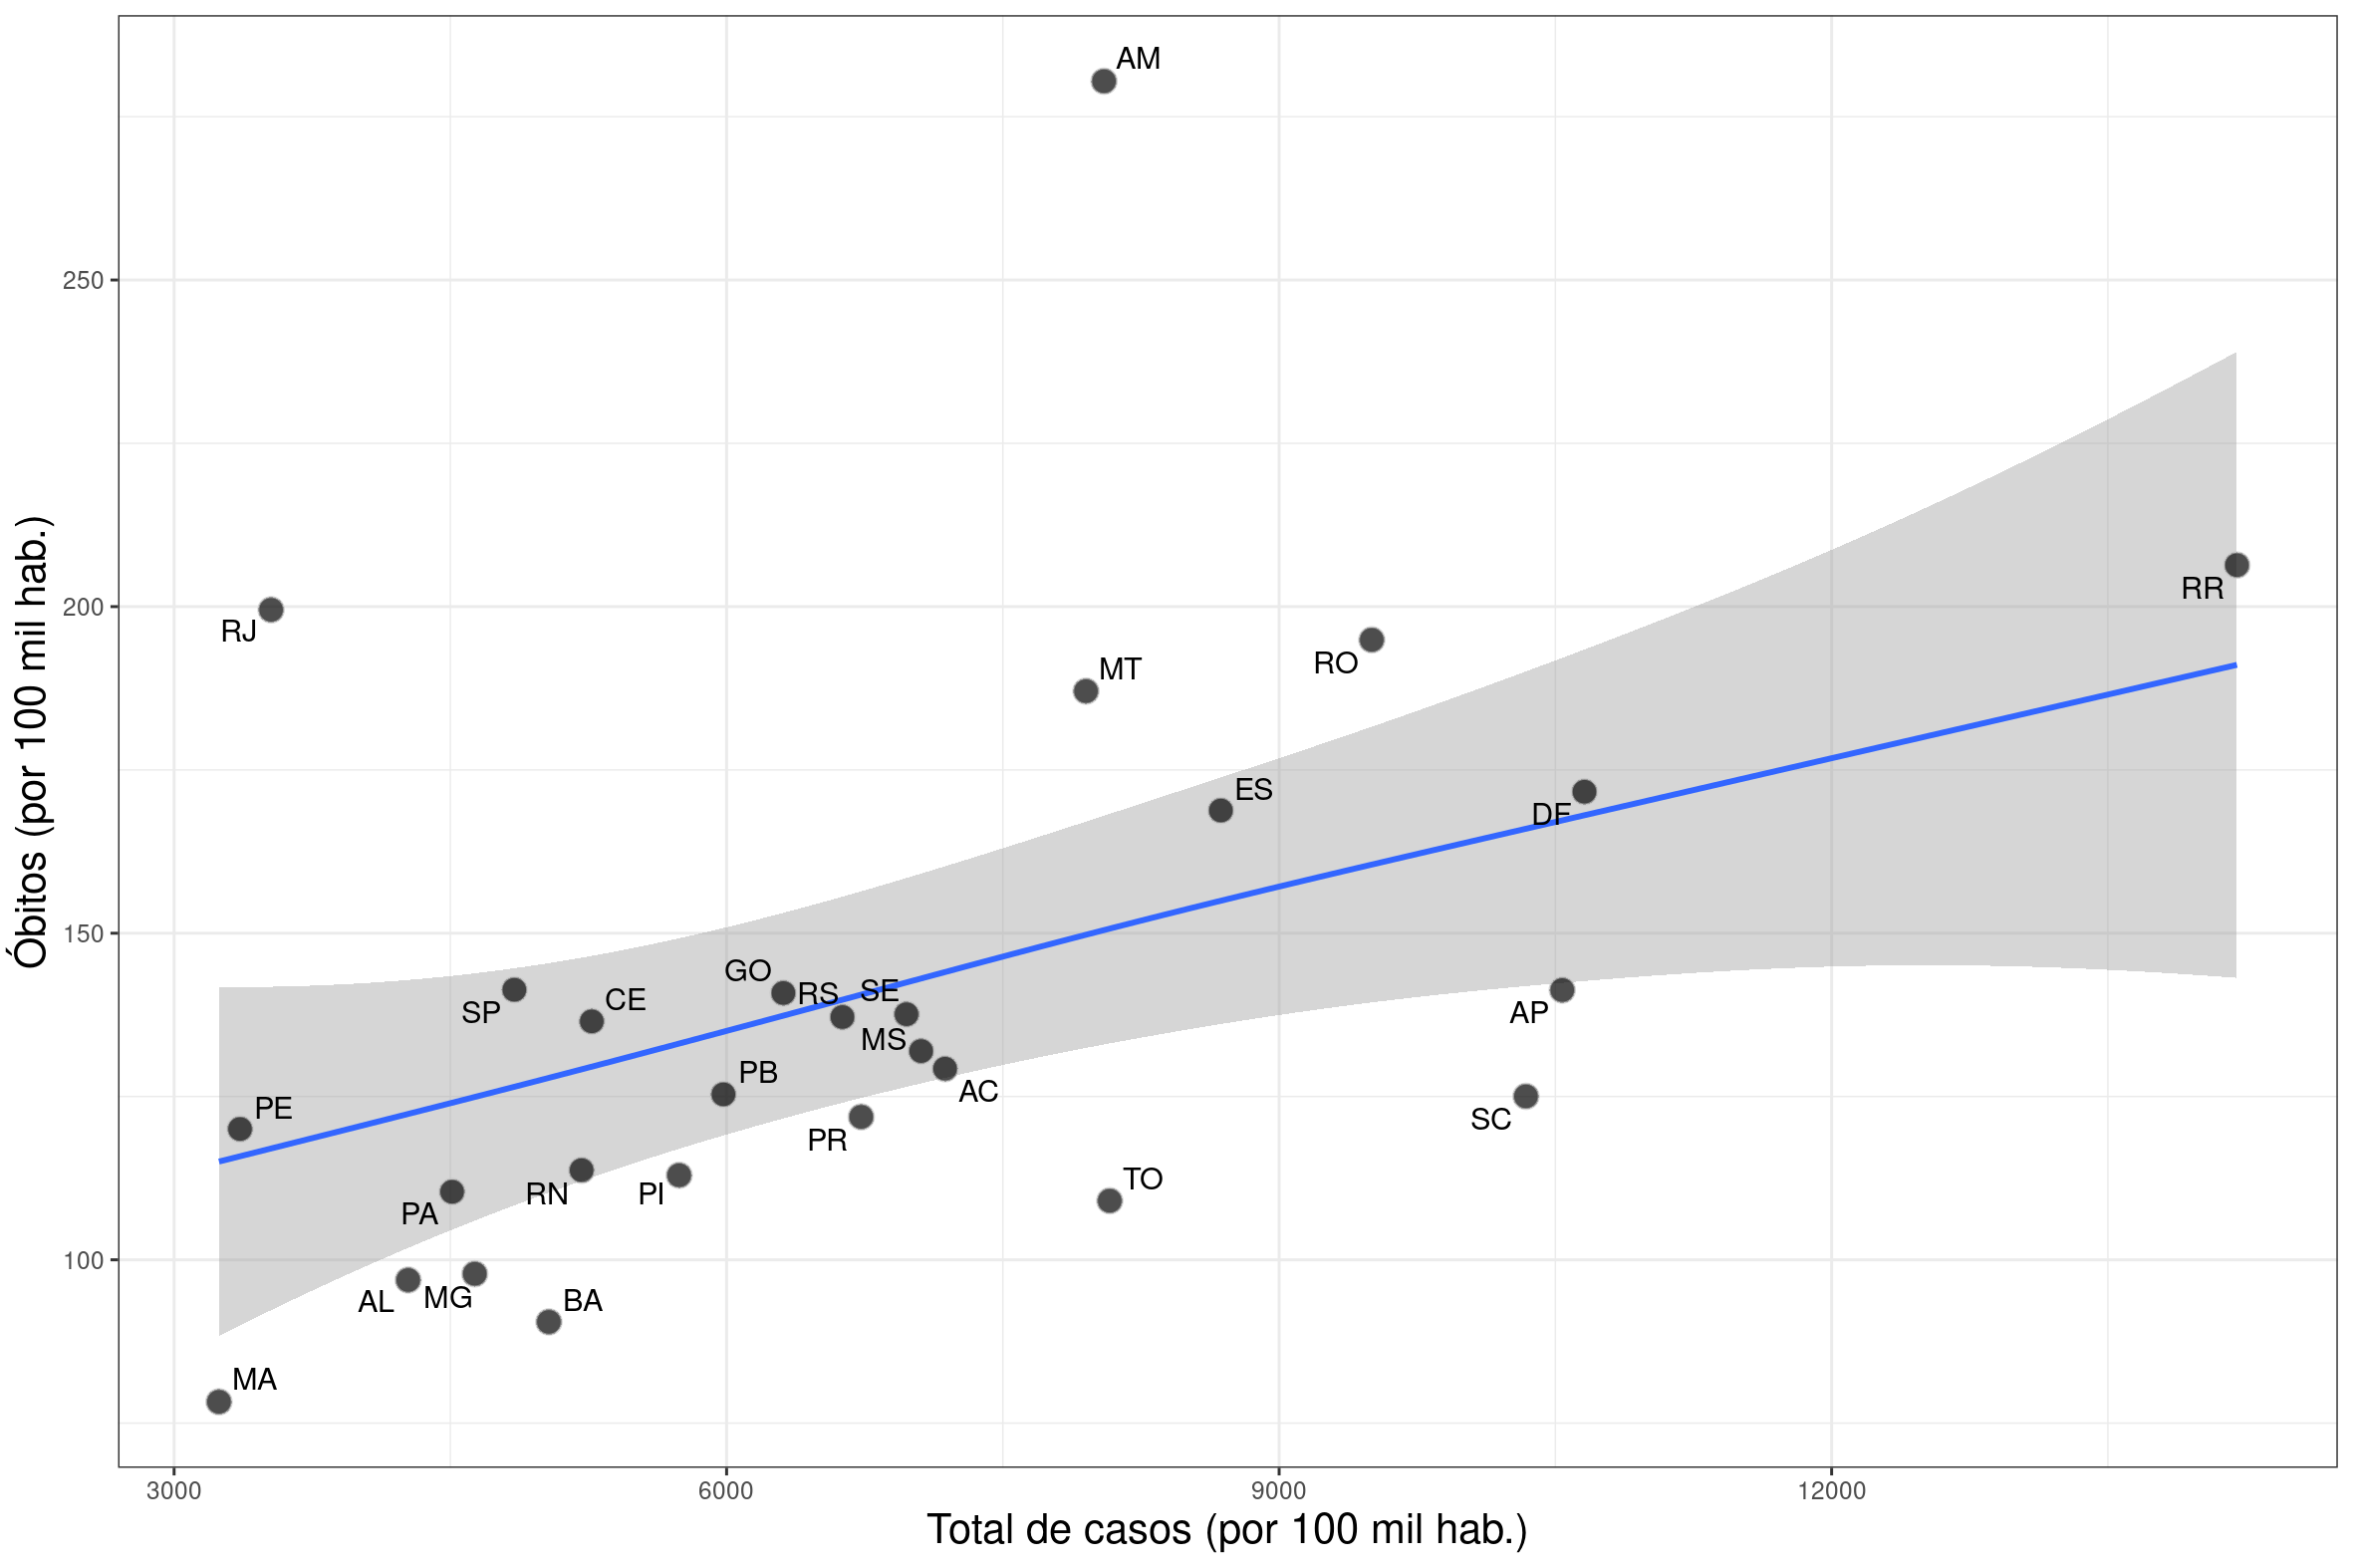 AM
250
200
RJ
RR
RO
MT
ES
DF
150
GO
RS
SE
SP
CE
MS
AP
PB
AC
PE
PR
SC
PA
RN
PI
TO
100
AL
MG
BA
MA
3000
6000
9000
12000
Total de casos (por 100 mil hab.)
Óbitos (por 100 mil hab.)